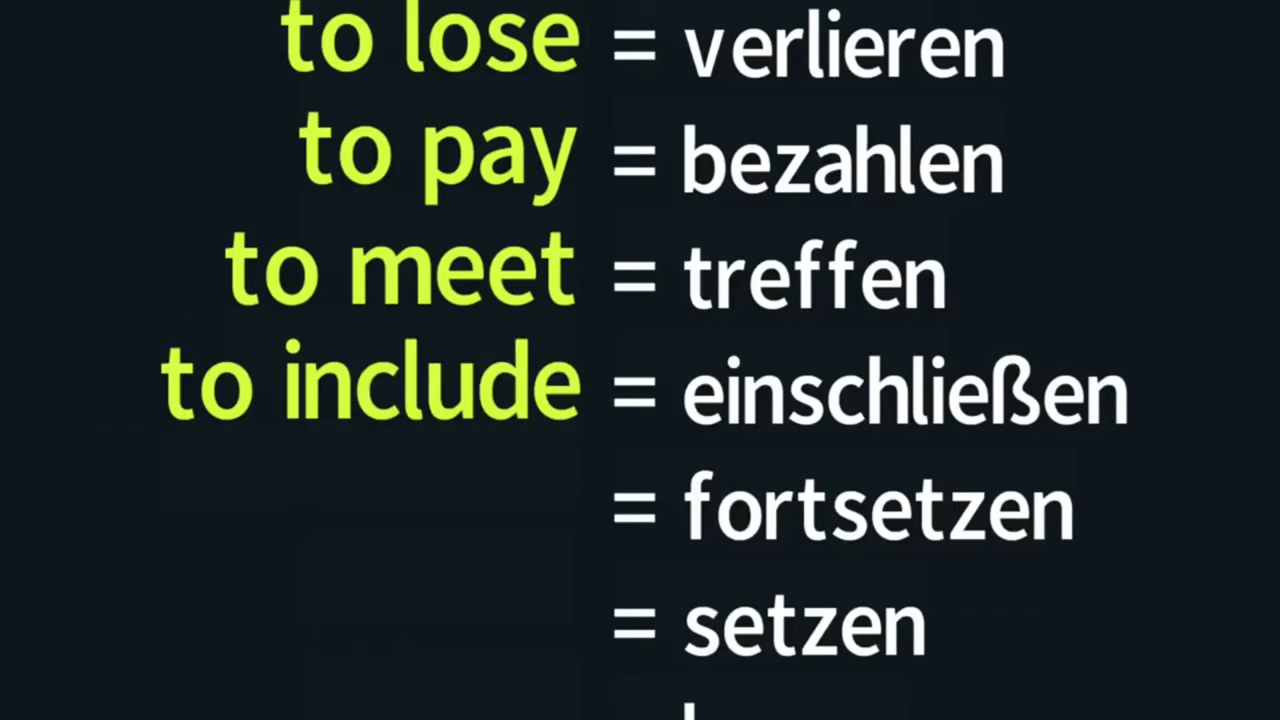 to lose = verlieren
to pay = bezahlen
to meet = treffen
to include = einschließen
= fortsetzen
= setzen